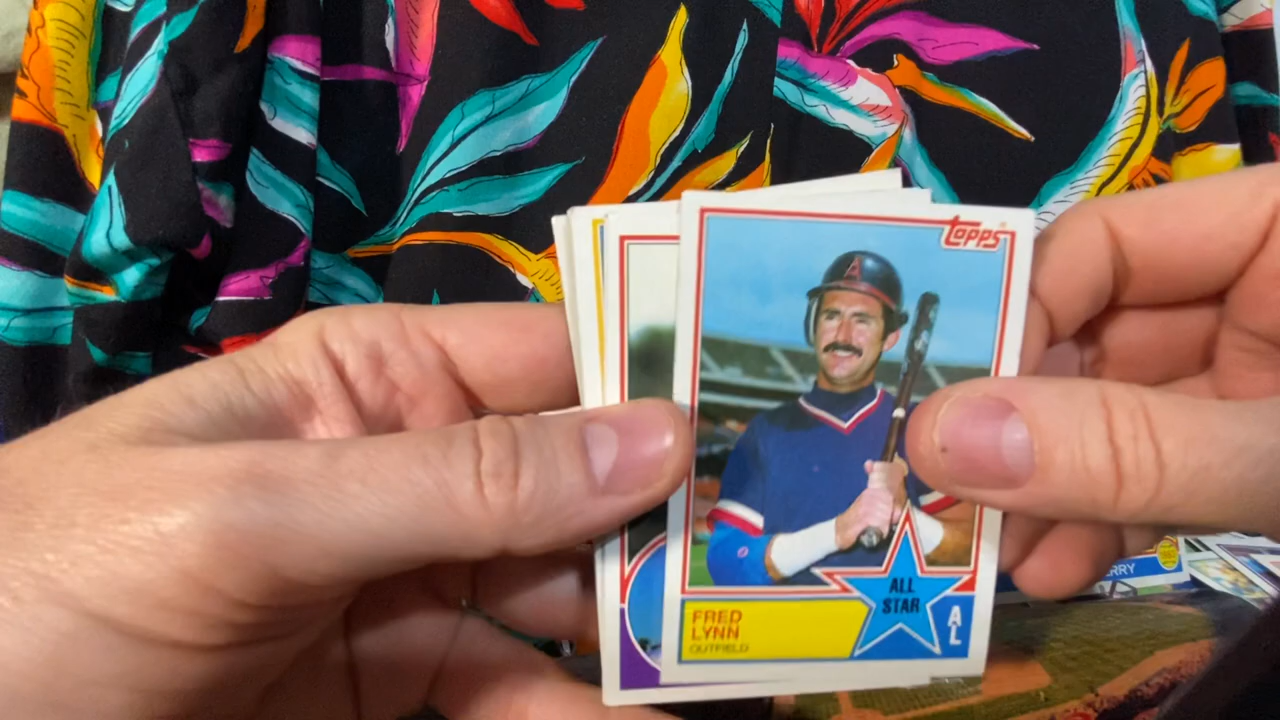 Topps
A
ALL
STAR
FRED
LYNN
OUTFIELD
AL
RRY